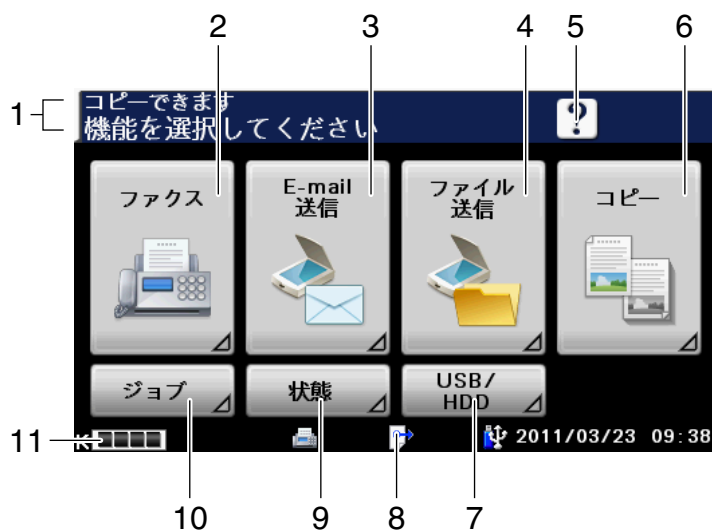 2 3 4 5 6
1
コピーできます
機能を選択してください
?
ファクス
E-mail
送信
ファイル
送信
コピー
ジョブ
状態
USB/
HDD
11
K
2011/03/23 09:38
10 9 8 7